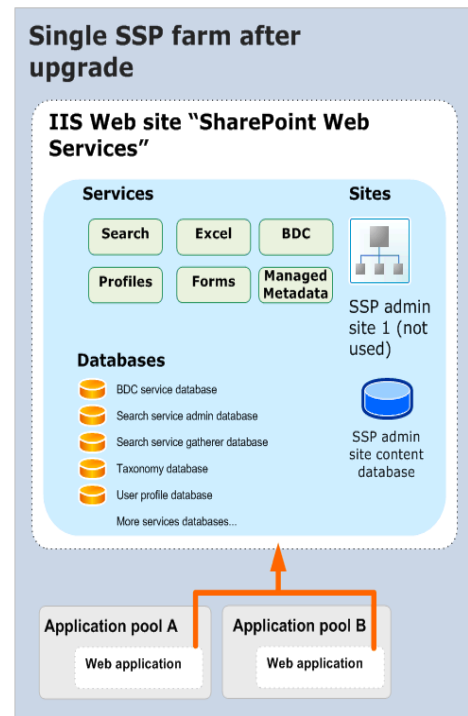 Single SSP farm after
upgrade
IIS Web site “SharePoint Web
Services”
Services
Sites
Search
Excel
BDC
Profiles
Forms
Managed
Metadata
SSP admin
site 1 (not
used)
Databases
BDC service database
Search service admin database
Search service gatherer database
Taxonomy database
User profile database
More services databases...
SSP admin
site content
database
Application pool A
Web application
Application pool B
Web application